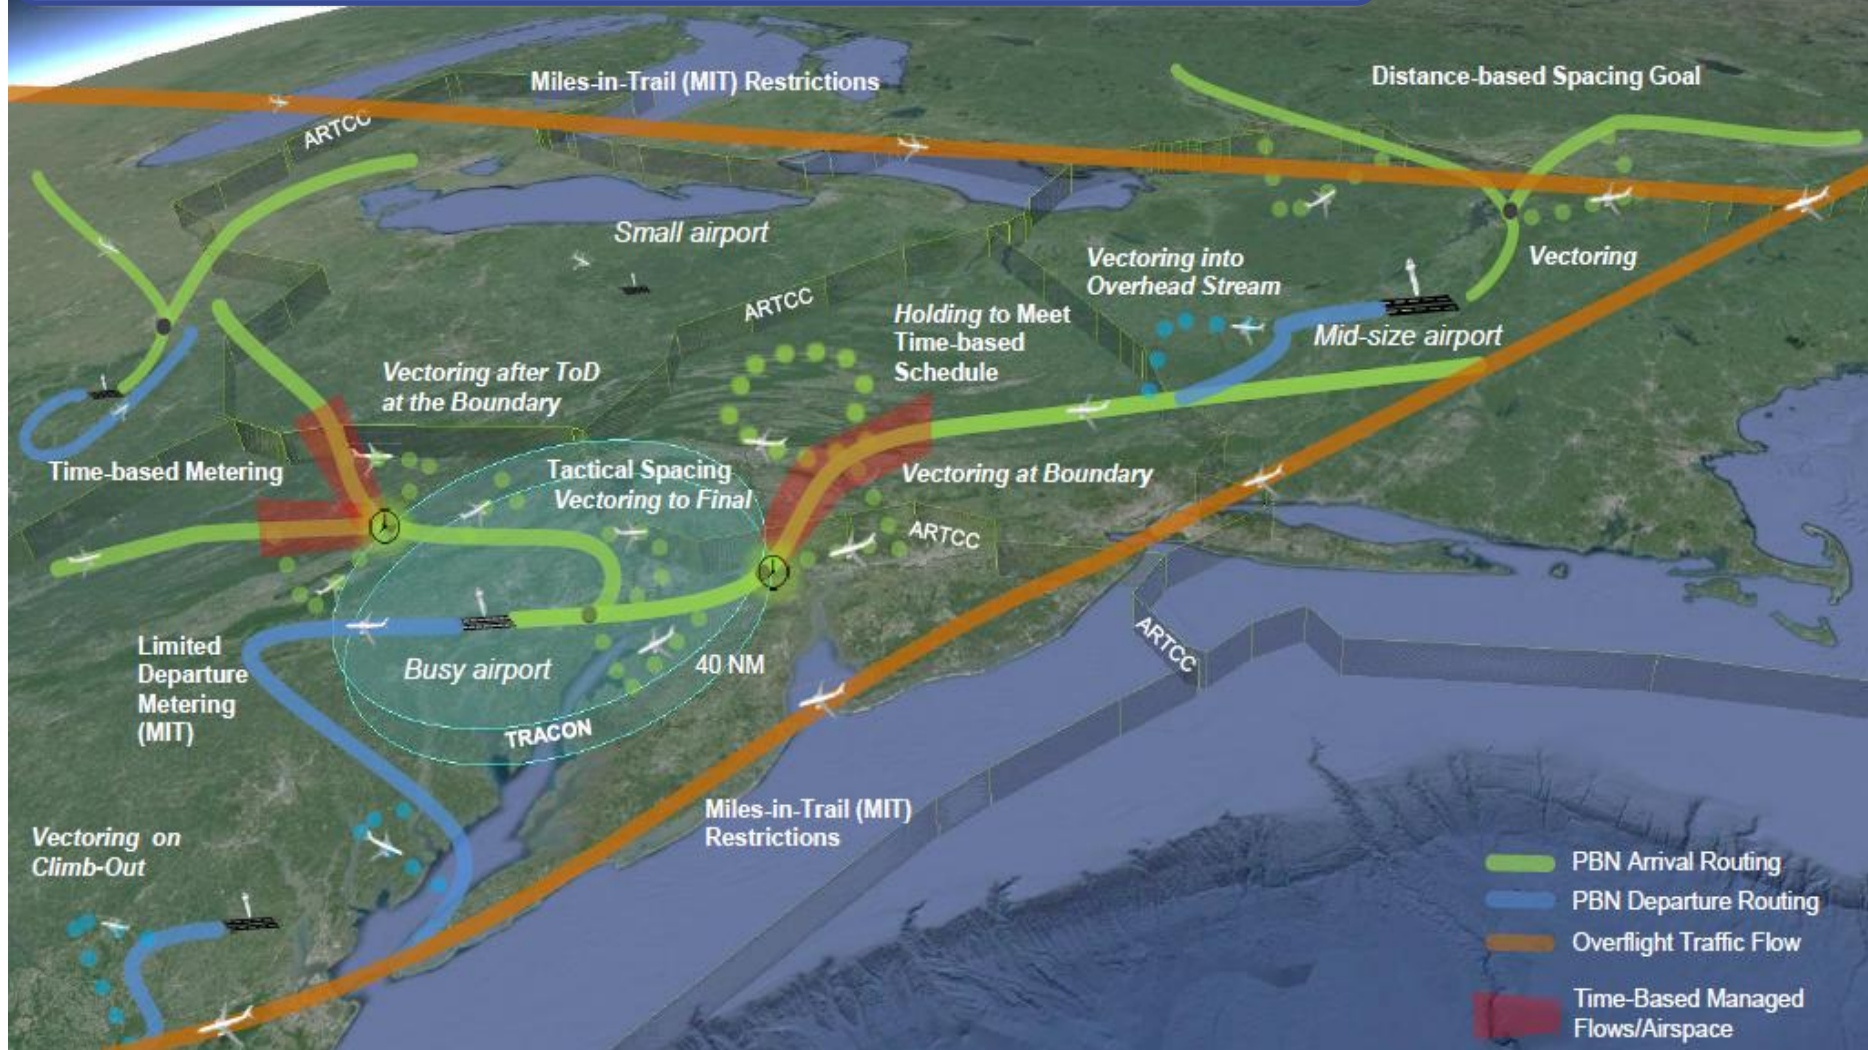 Miles-in-Trail (MIT) Restrictions
Distance-based Spacing Goal
ARTCC
Small airport
Vectoring into
Overhead Stream
Vectoring
ARTCC
Holding to Meet
Time-based
Schedule
Mid-size airport
Vectoring after ToD
at the Boundary
Time-based Metering
Tactical Spacing
Vectoring to Final
Vectoring at Boundary
ARTCC
Limited
Departure
Metering
(MIT)
Busy airport
40 NM
ARTCC
TRACON
Miles-in-Trail (MIT)
Restrictions
Vectoring on
Climb-Out
PBN Arrival Routing
PBN Departure Routing
Overflight Traffic Flow
Time-Based Managed
Flows/Airspace